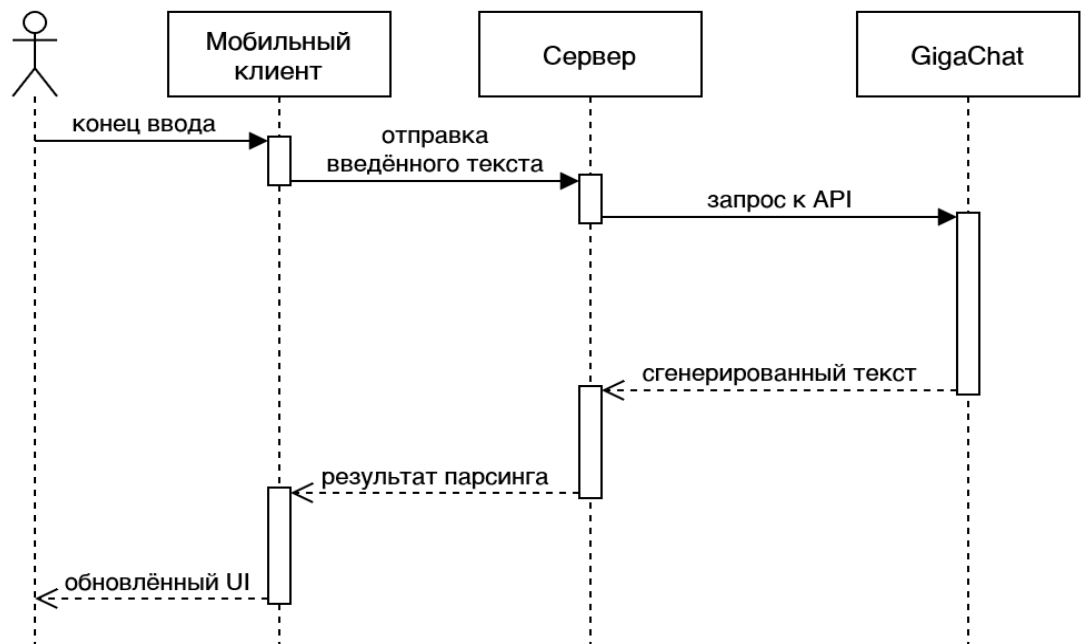 Мобильный
клиент
Сервер
GigaChat
конец ввода
отправка
введённого текста
запрос к API
сгенерированный текст
результат парсинга
обновлённый UI